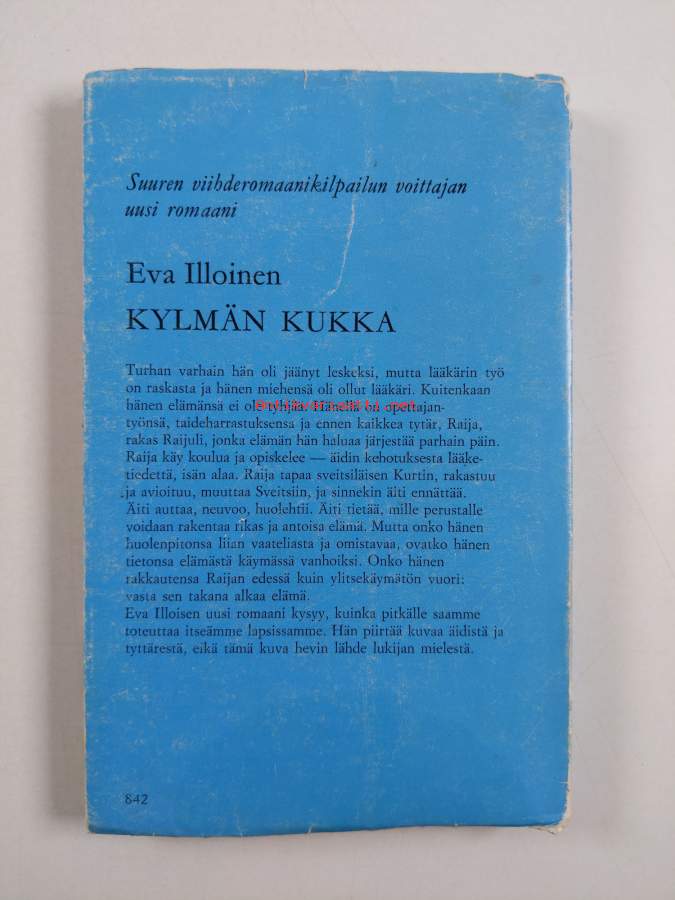 Suuren viihderomaanikilpailun voittajan
uusi romaani
Eva Illoinen
KYLMÄN KUKKA
Turhan varhain hän oli jäänyt leskeksi, mutta lääkärin työ
on raskasta ja hänen miehensä oli ollut lääkäri. Kuitenkaan
hänen elämänsä ei ole tyhjää. Hänellä on opettajan-
antikvariaatti.net
työnsä, taideharrastuksensa ja ennen kaikkea tytär, Raija,
rakas Raijuli, jonka elämän hän haluaa järjestää parhain päin.
Raija käy koulua ja opiskelee — äidin kehotuksesta lääke-
tiedettä, isän alaa. Raija tapaa sveitsiläisen Kurtin, rakastuu
ja avioituu, muuttaa Sveitsiin, ja sinnekin äiti ennättää.
Äiti auttaa, neuvoo, huolehtii. Äiti tietää, mille perustalle
voidaan rakentaa rikas ja antoisa elämä. Mutta onko hänen
huolenpitonsa liian vaateliasta ja omistavaa, ovatko hänen
tietonsa elämästä käymässä vanhoiksi. Onko hänen
rakkautensa Raijan edessä kuin ylitsekäymätön vuori:
vasta sen takana alkaa elämä.
Eva Illoisen uusi romaani kysyy, kuinka pitkälle saamme
toteuttaa itseämme lapsissamme. Hän piirtää kuvaa äidistä ja
tyttärestä, eikä tämä kuva hevin lähde lukijan mielestä.
842